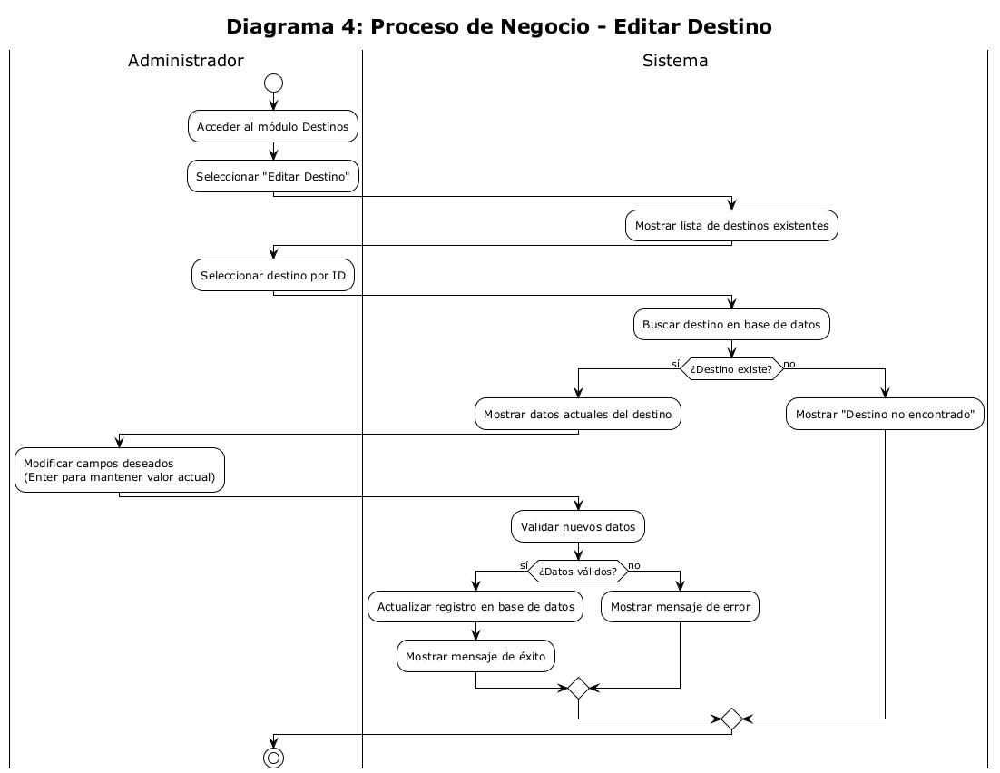 Diagrama 4: Proceso de Negocio - Editar Destino
Administrador
Sistema
Acceder al módulo Destinos
Seleccionar "Editar Destino"
Mostrar lista de destinos existentes
Seleccionar destino por ID
Buscar destino en base de datos
sí
¿Destino existe?
no
Mostrar datos actuales del destino
Mostrar "Destino no encontrado"
Modificar campos deseados
(Enter para mantener valor actual)
Validar nuevos datos
sí
¿Datos válidos?
no
Actualizar registro en base de datos
Mostrar mensaje de error
Mostrar mensaje de éxito